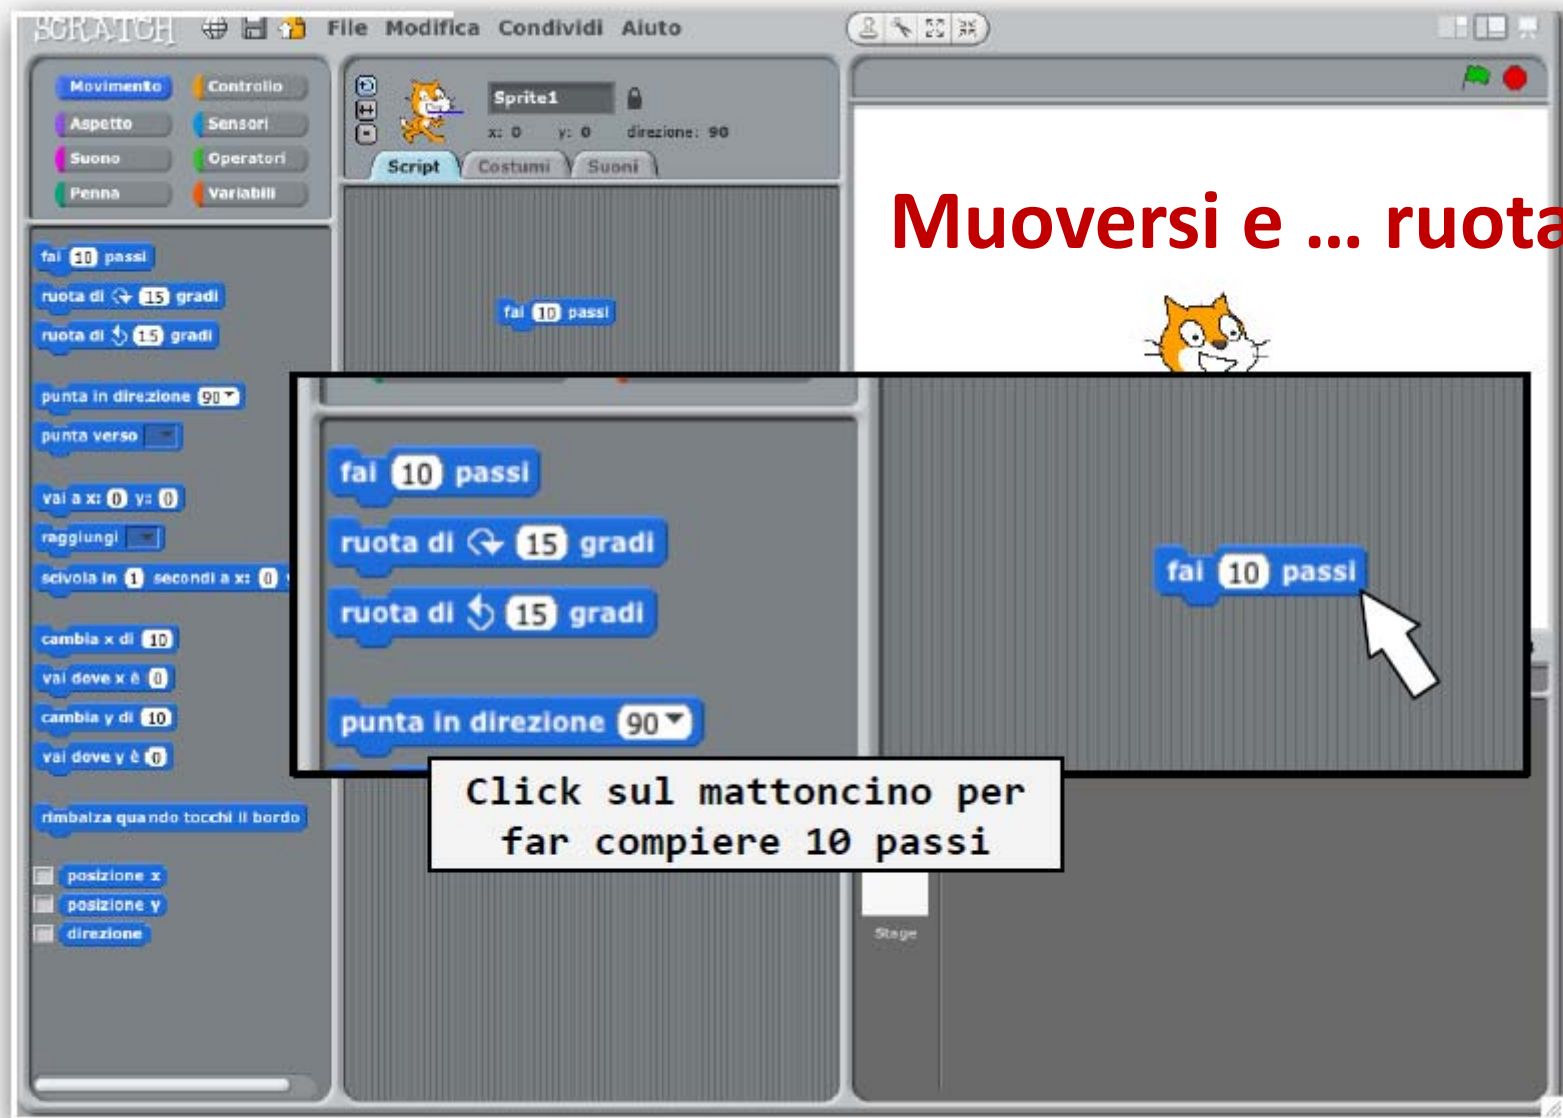 SCRATCH File Modifica Condividi Aiuto
Movimento Controllo
Aspetto Sensori
Suono Operatori
Penna Variabili
Sprite1
x: 0 y: 0 direzione: 90
Script Costumi Suoni
fai 10 passi
ruota di 15 gradi
ruota di 15 gradi
punta in direzione 90
punta verso
vai a x: 0 y: 0
raggiungi
scivola in 1 secondi a x: 0
cambia x di 10
vai dove x è 0
cambia y di 10
vai dove y è 0
rimbalza quando tocchi il bordo
posizione x
posizione y
direzione
fai 10 passi
Muoversi e ... ruota
fai 10 passi
ruota di 15 gradi
ruota di 15 gradi
punta in direzione 90
fai 10 passi
Click sul mattoncino per
far compiere 10 passi
Stage